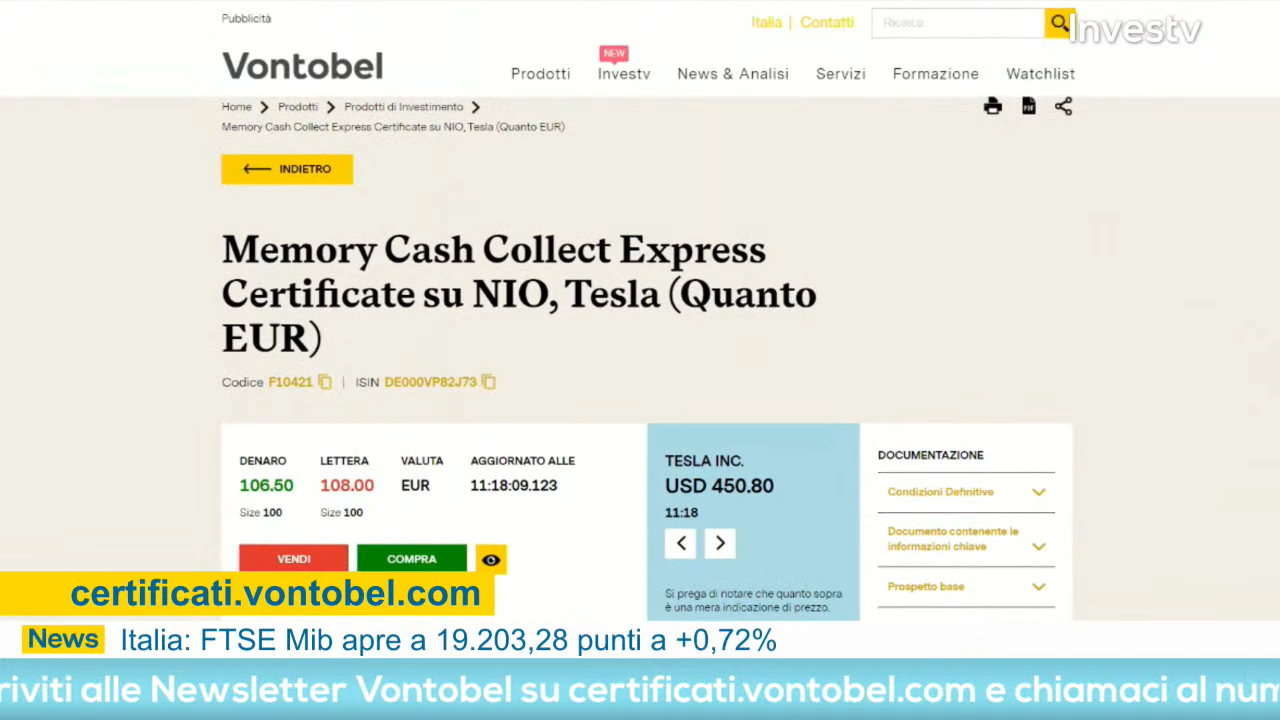 Pubblicità
Italia | Contatti
Ricerca
Investv
Vontobel
NEW
Prodotti Investv News & Analisi Servizi Formazione Watchlist
Home Prodotti Prodotti di Investimento
Memory Cash Collect Express Certificate su NIO, Tesla (Quanto EUR)
PDF
INDIETRO
Memory Cash Collect Express
Certificate su NIO, Tesla (Quanto
EUR)
Codice F10421 | ISIN DE000VP82J73
DENARO LETTERA VALUTA AGGIORNATO ALLE
106.50 108.00 EUR 11:18:09.123
Size 100 Size 100
VENDI COMPRA
TESLA INC.
USD 450.80
11:18
Si prega di notare che quanto sopra
è una mera indicazione di prezzo.
DOCUMENTAZIONE
Condizioni Definitive
Documento contenente le
informazioni chiave
Prospetto base
certificati.vontobel.com
News Italia: FTSE Mib apre a 19.203,28 punti a +0,72%
riviti alle Newsletter Vontobel su certificati.vontobel.com e chiamaci al num